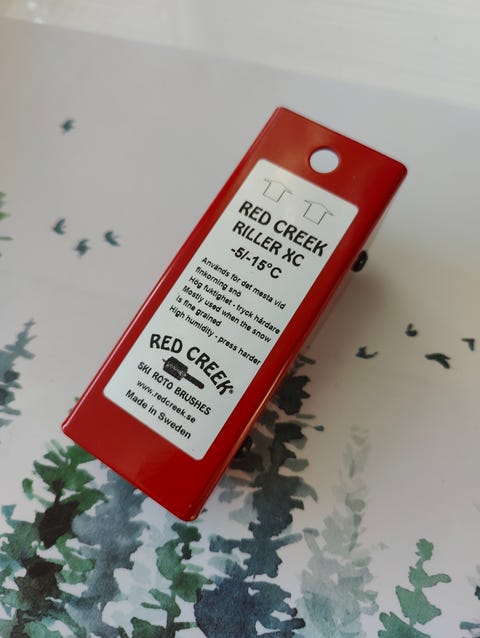 RED CREEK
RILLER XC
-5/-15°C
Används för det mesta vid
finkorning snö
Hög fuktighet - tryck hårdare
Mostly used when the snow
is fine grained
High humidity - press harder
RED CREEK®
SKI ROTO BRUSHES
www.redcreek.se
Made in Sweden